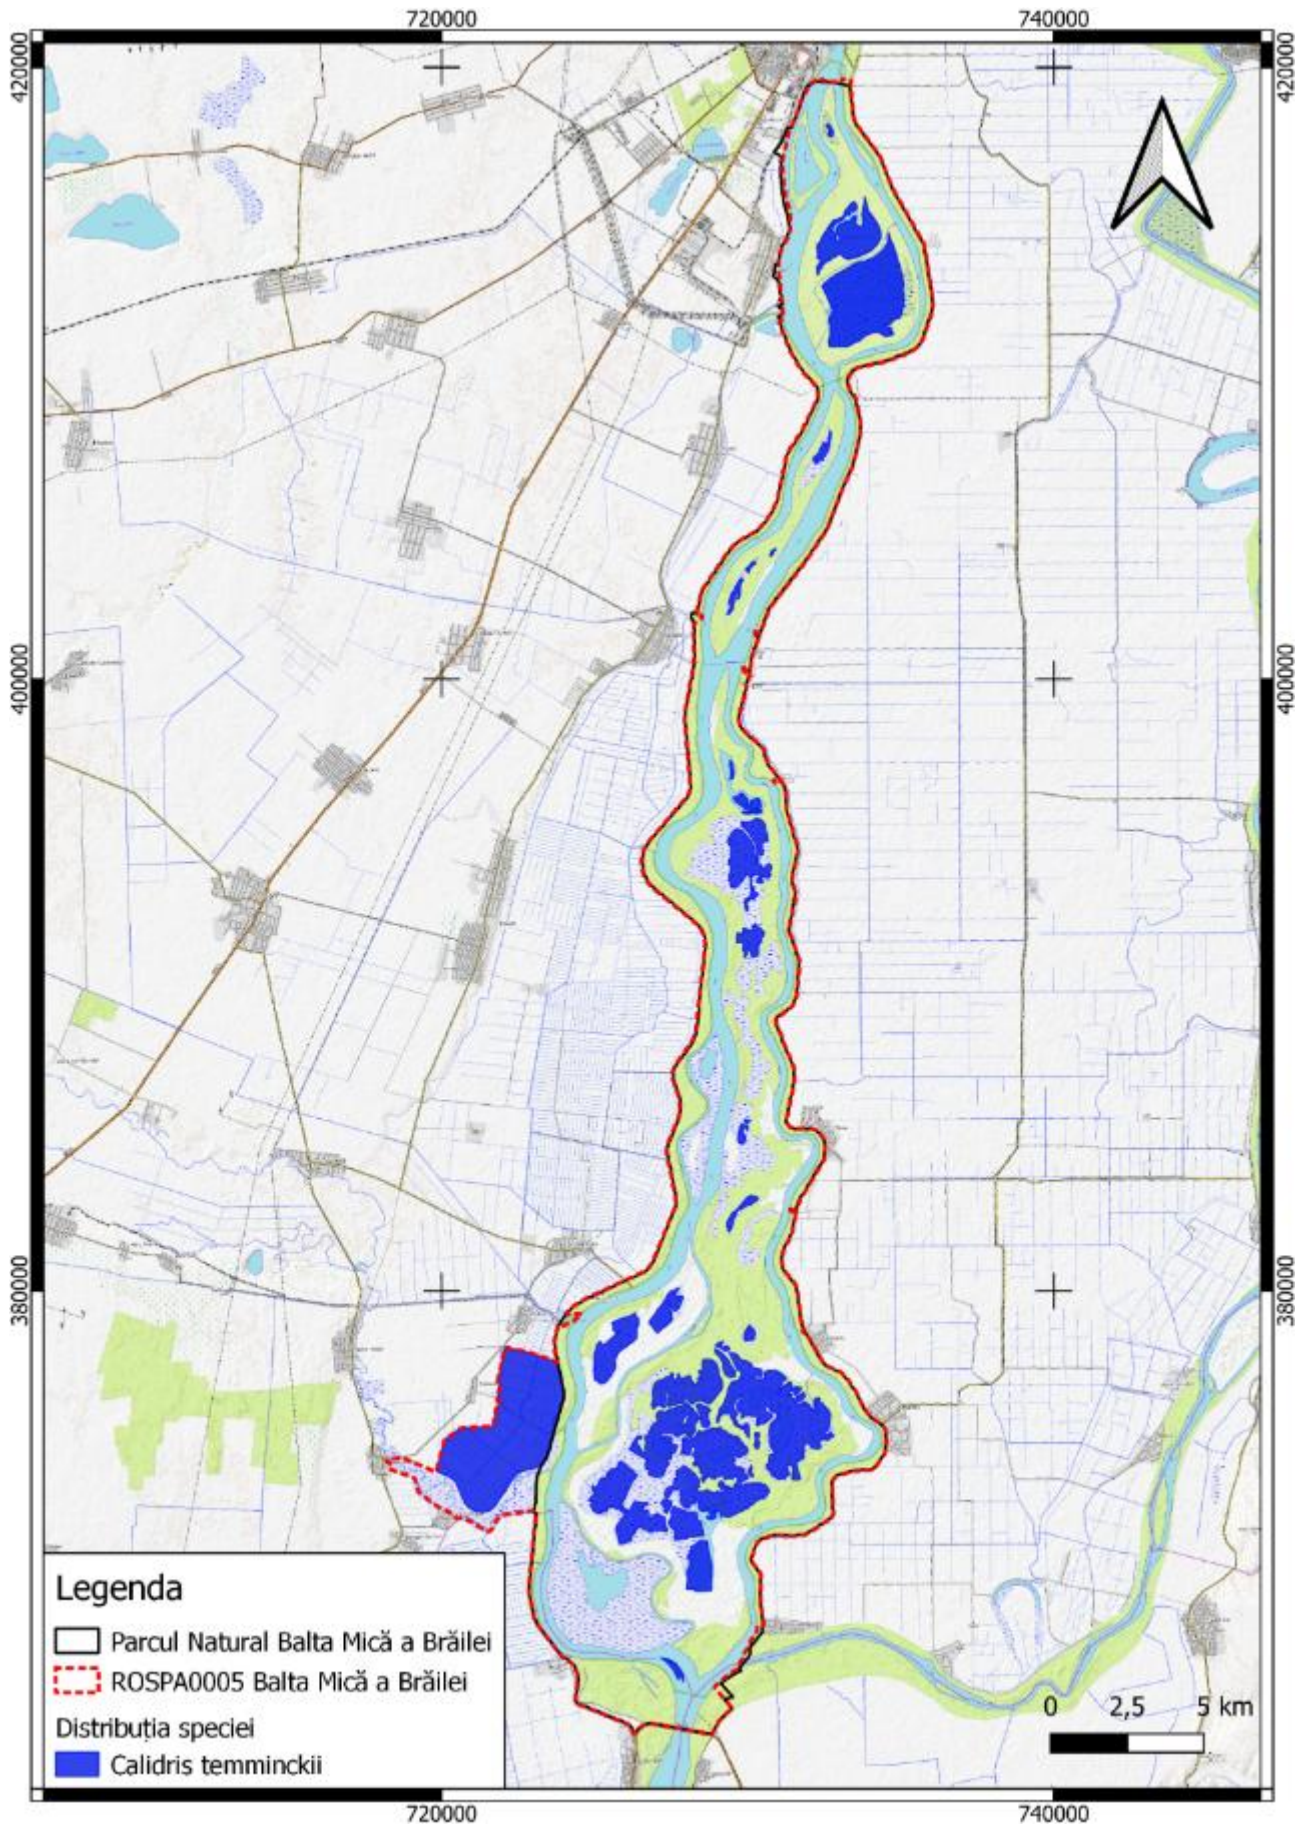 720000 740000
420000 420000
400000 400000
380000 380000
Legenda
Parcul Natural Balta Mică a Brăilei
ROSPA0005 Balta Mică a Brăilei
Distribuția speciei
Calidris temminckii
0 2,5 5 km
720000 740000